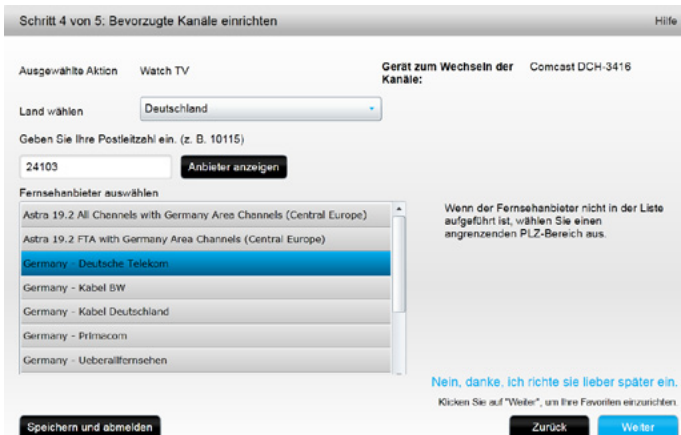 Schritt 4 von 5: Bevorzugte Kanäle einrichten
Hilfe
Ausgewählte Aktion Watch TV
Gerät zum Wechseln der Kanäle: Comcast DCH-3416
Land wählen Deutschland
Geben Sie Ihre Postleitzahl ein. (z. B. 10115)
24103 Anbieter anzeigen
Fernsehanbieter auswählen
Astra 19.2 All Channels with Germany Area Channels (Central Europe)
Astra 19.2 FTA with Germany Area Channels (Central Europe)
Germany - Deutsche Telekom
Germany - Kabel BW
Germany - Kabel Deutschland
Germany - Primacom
Germany - Ueberallfernsehen
Wenn der Fernsehanbieter nicht in der Liste
aufgeführt ist, wählen Sie einen
angrenzenden PLZ-Bereich aus.
Nein, danke, ich richte sie lieber später ein.
Klicken Sie auf "Weiter", um Ihre Favoriten einzurichten.
Speichern und abmelden
Zurück
Weiter